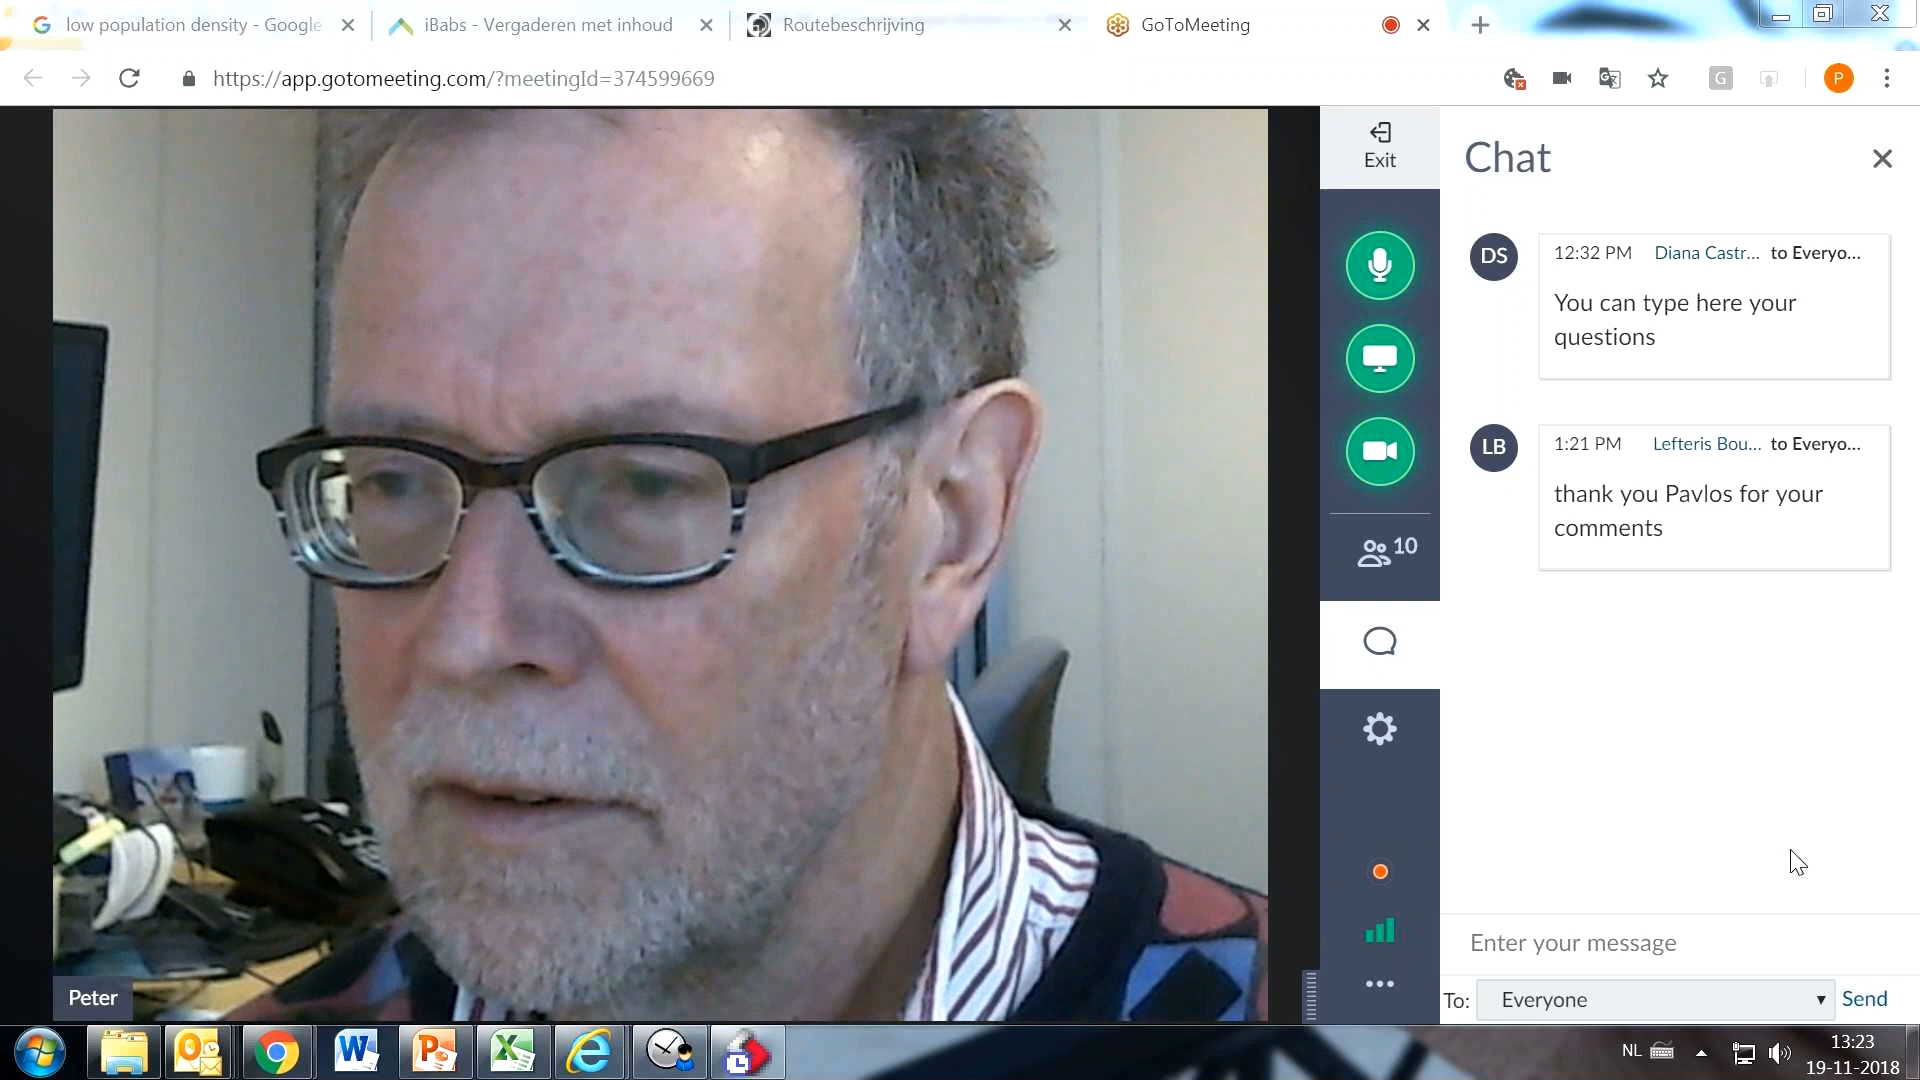 low population density - Google
iBabs - Vergaderen met inhoud
Routebeschrijving
GoToMeeting
https://app.gotomeeting.com/?meetingId=374599669
G
P
Exit
Chat
DS
12:32 PM Diana Castr... to Everyo...
You can type here your
questions
10
LB
1:21 PM Lefteris Bou... to Everyo...
thank you Pavlos for your
comments
Enter your message
Peter
To: Everyone Send
NL
13:23
19-11-2018